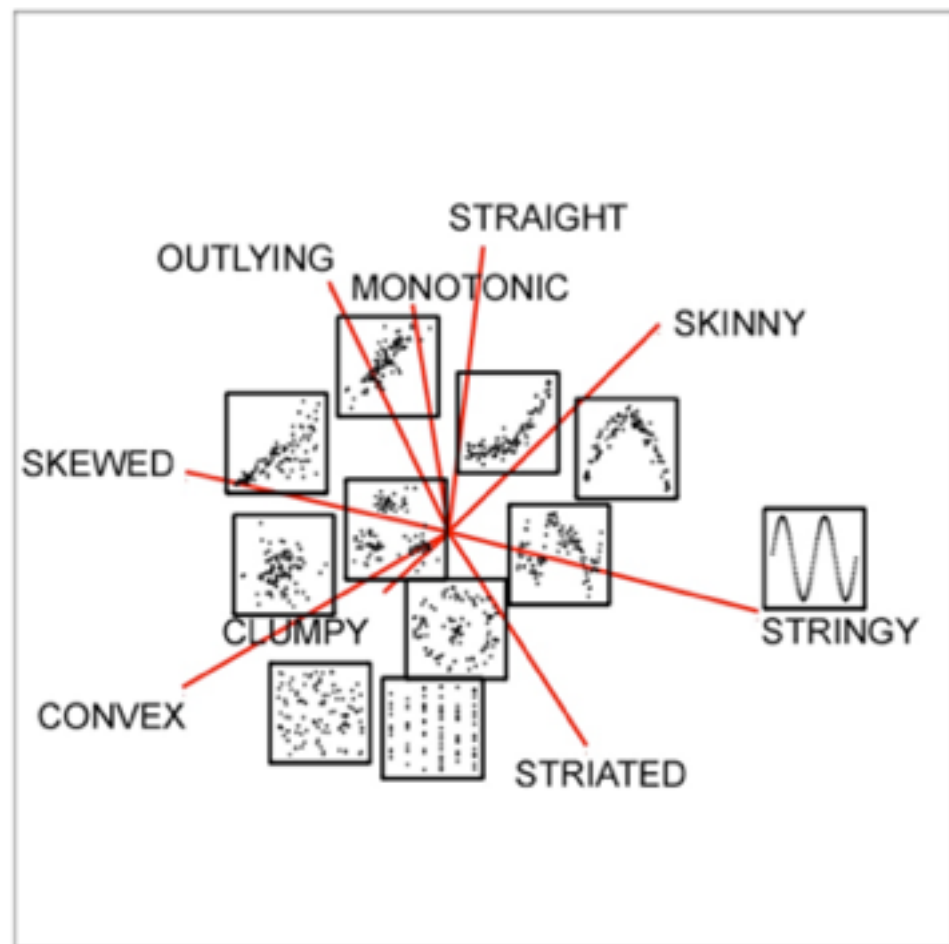 STRAIGHT
OUTLYING
MONOTONIC
SKINNY
SKEWED
CLUMPY
STRINGY
CONVEX
STRIATED